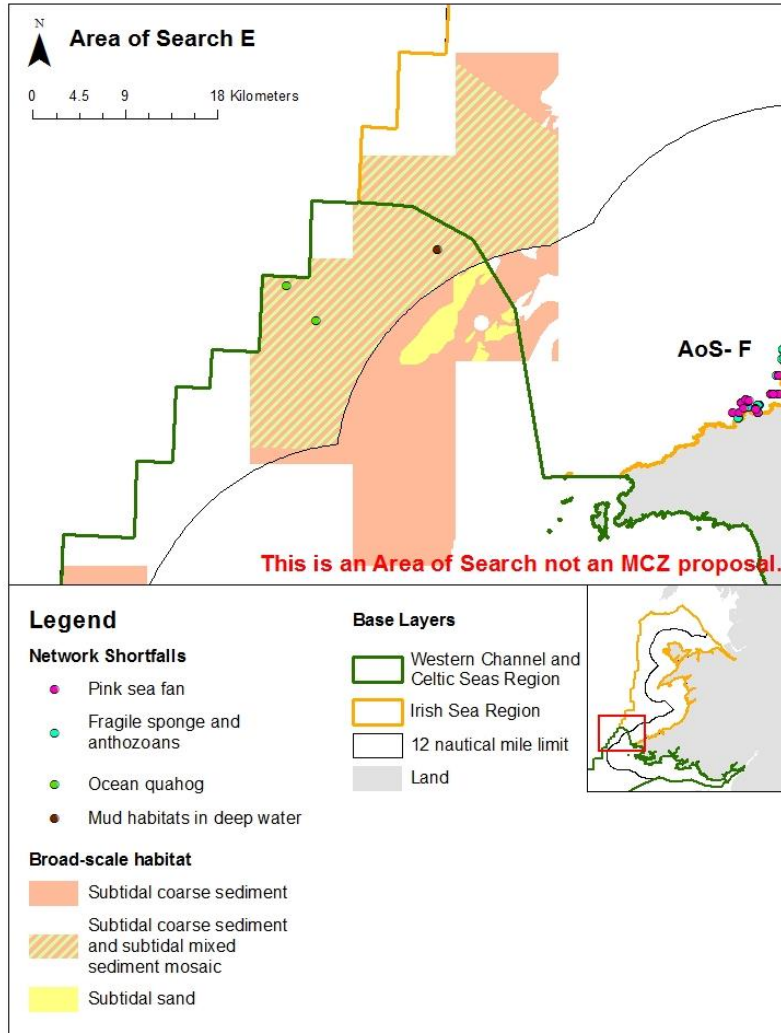 N
Area of Search E
0 4.5 9 18 Kilometers
AoS- F
This is an Area of Search not an MCZ proposal.
Legend
Network Shortfalls
Pink sea fan
Fragile sponge and
anthozoans
Ocean quahog
Mud habitats in deep water
Broad-scale habitat
Subtidal coarse sediment
Subtidal coarse sediment
and subtidal mixed
sediment mosaic
Subtidal sand
Base Layers
Western Channel and
Celtic Seas Region
Irish Sea Region
12 nautical mile limit
Land